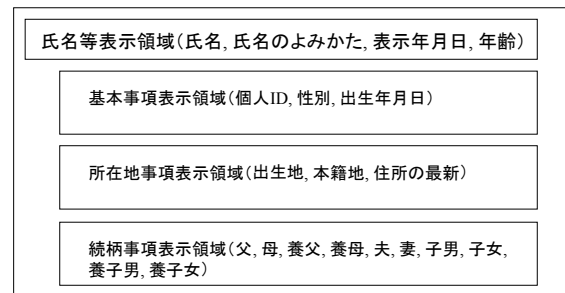 氏名等表示領域(氏名, 氏名のよみかた, 表示年月日, 年齢)
基本事項表示領域(個人ID, 性別, 出生年月日)
所在地事項表示領域(出生地, 本籍地, 住所の最新)
続柄事項表示領域(父, 母, 養父, 養母, 夫, 妻, 子男, 子女,
養子男, 養子女)